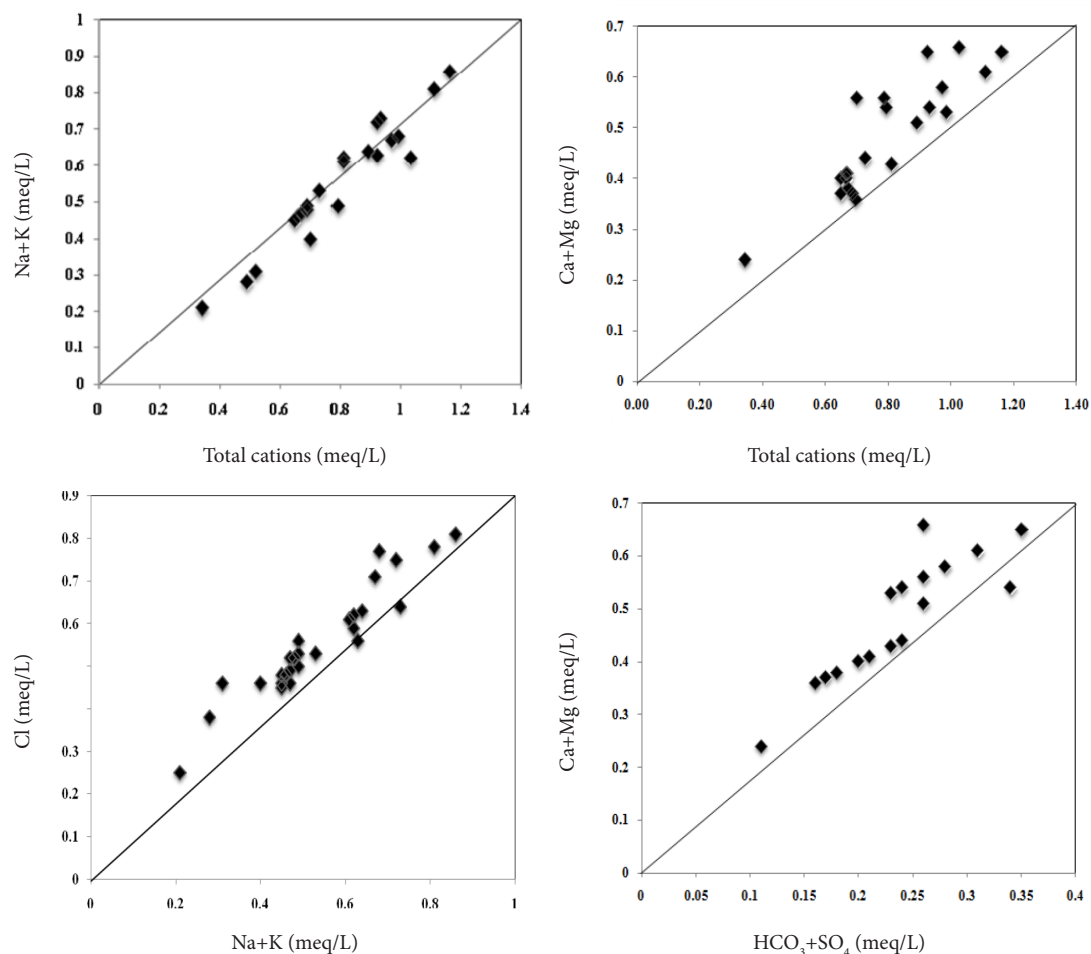 Na+K (meq/L)
1
0.9
0.8
0.7
0.6
0.5
0.4
0.3
0.2
0.1
0
0 0.2 0.4 0.6 0.8 1 1.2 1.4
Total cations (meq/L)
Ca+Mg (meq/L)
0.7
0.6
0.5
0.4
0.3
0.2
0.1
0
0.00 0.20 0.40 0.60 0.80 1.00 1.20 1.40
Total cations (meq/L)
Cl (meq/L)
0.9
0.8
0.7
0.6
0.3
0.2
0.1
0
0 0.2 0.4 0.6 0.8 1
Na+K (meq/L)
Ca+Mg (meq/L)
0.7
0.6
0.5
0.4
0.3
0.2
0.1
0
0 0.05 0.1 0.15 0.2 0.25 0.3 0.35 0.4
HCO₃+SO₄ (meq/L)